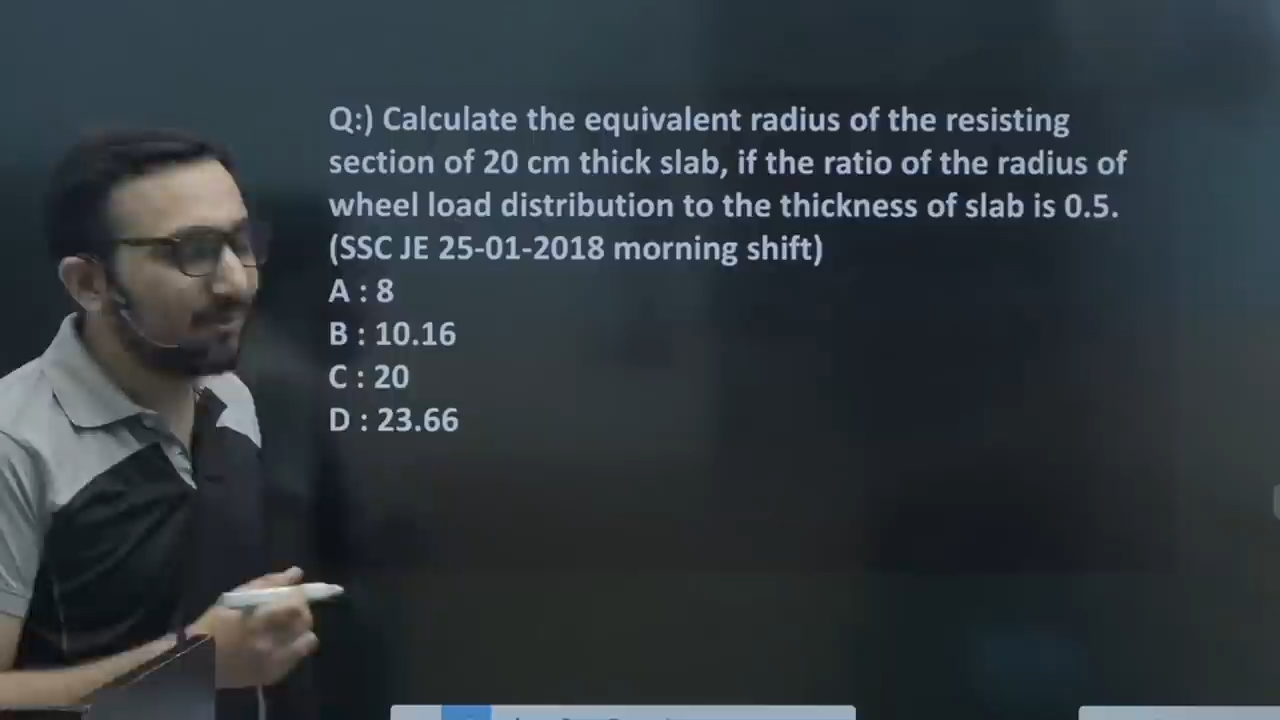 Q:) Calculate the equivalent radius of the resisting
section of 20 cm thick slab, if the ratio of the radius of
wheel load distribution to the thickness of slab is 0.5.
(SSC JE 25-01-2018 morning shift)
A : 8
B : 10.16
C : 20
D : 23.66